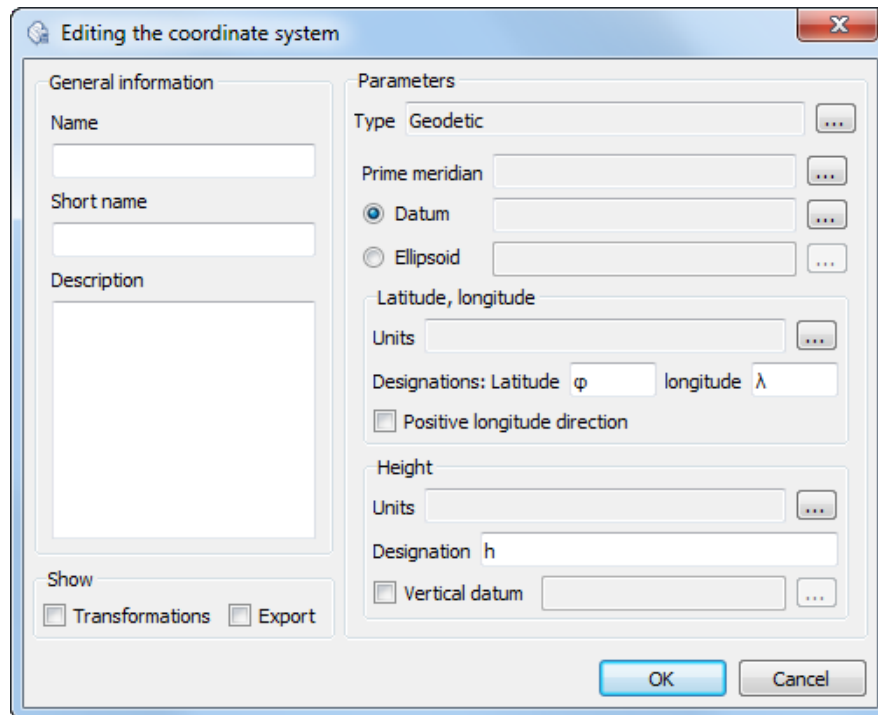 Editing the coordinate system
General information
Name
Short name
Description
Show
Transformations Export
Parameters
Type Geodetic ...
Prime meridian ...
Datum ...
Ellipsoid ...
Latitude, longitude
Units ...
Designations: Latitude φ longitude λ
Positive longitude direction
Height
Units ...
Designation h
Vertical datum ...
OK Cancel